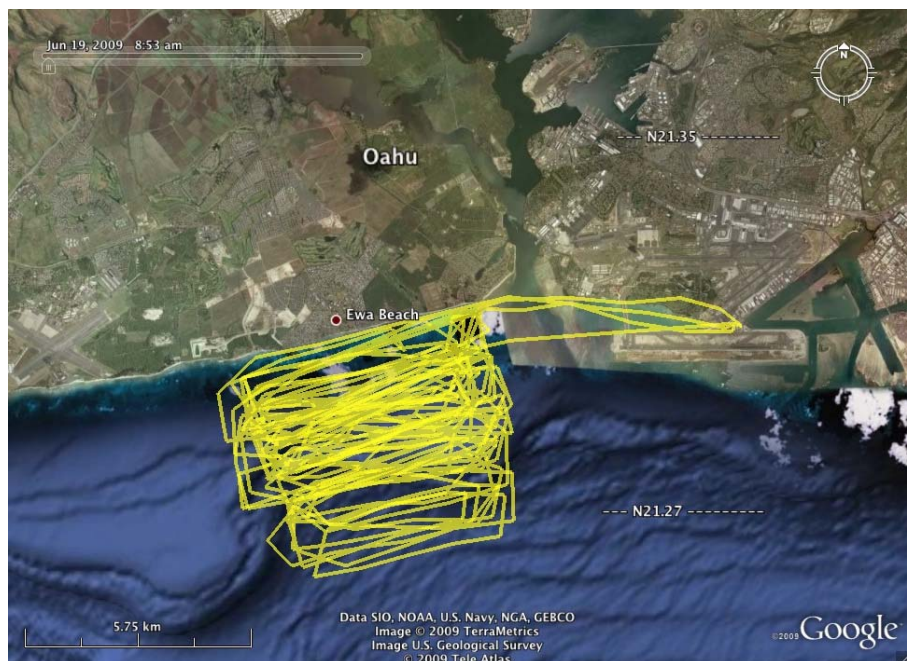 Jun 19, 2009   8:53 am
N
--- N21.35 ---------
Oahu
Ewa Beach
--- N21.27 ---------
5.75 km
Data SIO, NOAA, U.S. Navy, NGA, GEBCO
Image © 2009 TerraMetrics
Image U.S. Geological Survey
© 2009 Tele Atlas
©2009 Google